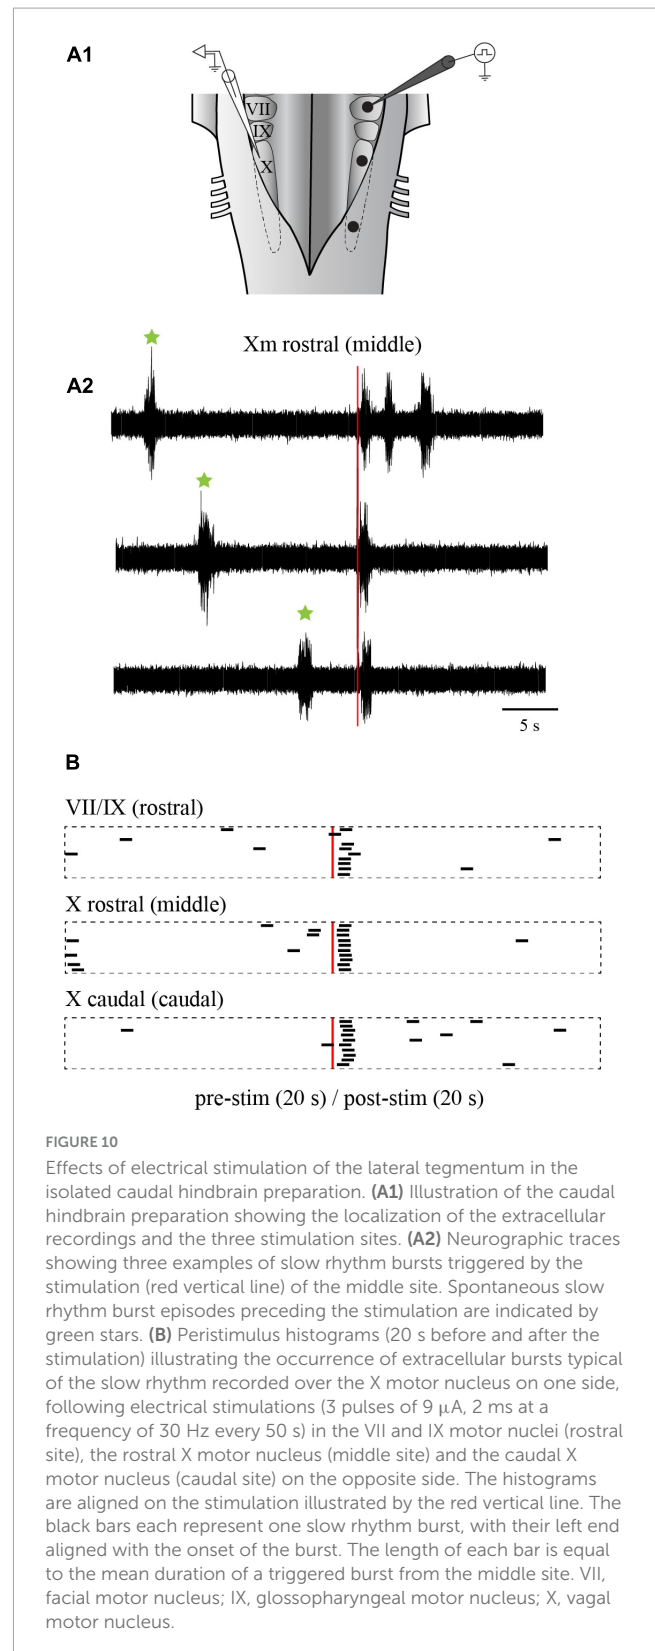 A1
VII
IX
X
Xm rostral (middle)
A2
5 s
B
VII/IX (rostral)
X rostral (middle)
X caudal (caudal)
pre-stim (20 s) / post-stim (20 s)
FIGURE 10
Effects of electrical stimulation of the lateral tegmentum in the
isolated caudal hindbrain preparation. (A1) Illustration of the caudal
hindbrain preparation showing the localization of the extracellular
recordings and the three stimulation sites. (A2) Neurographic traces
showing three examples of slow rhythm bursts triggered by the
stimulation (red vertical line) of the middle site. Spontaneous slow
rhythm burst episodes preceding the stimulation are indicated by
green stars. (B) Peristimulus histograms (20 s before and after the
stimulation) illustrating the occurrence of extracellular bursts typical
of the slow rhythm recorded over the X motor nucleus on one side,
following electrical stimulations (3 pulses of 9 μA, 2 ms at a
frequency of 30 Hz every 50 s) in the VII and IX motor nuclei (rostral
site), the rostral X motor nucleus (middle site) and the caudal X
motor nucleus (caudal site) on the opposite side. The histograms
are aligned on the stimulation illustrated by the red vertical line. The
black bars each represent one slow rhythm burst, with their left end
aligned with the onset of the burst. The length of each bar is equal
to the mean duration of a triggered burst from the middle site. VII,
facial motor nucleus; IX, glossopharyngeal motor nucleus; X, vagal
motor nucleus.